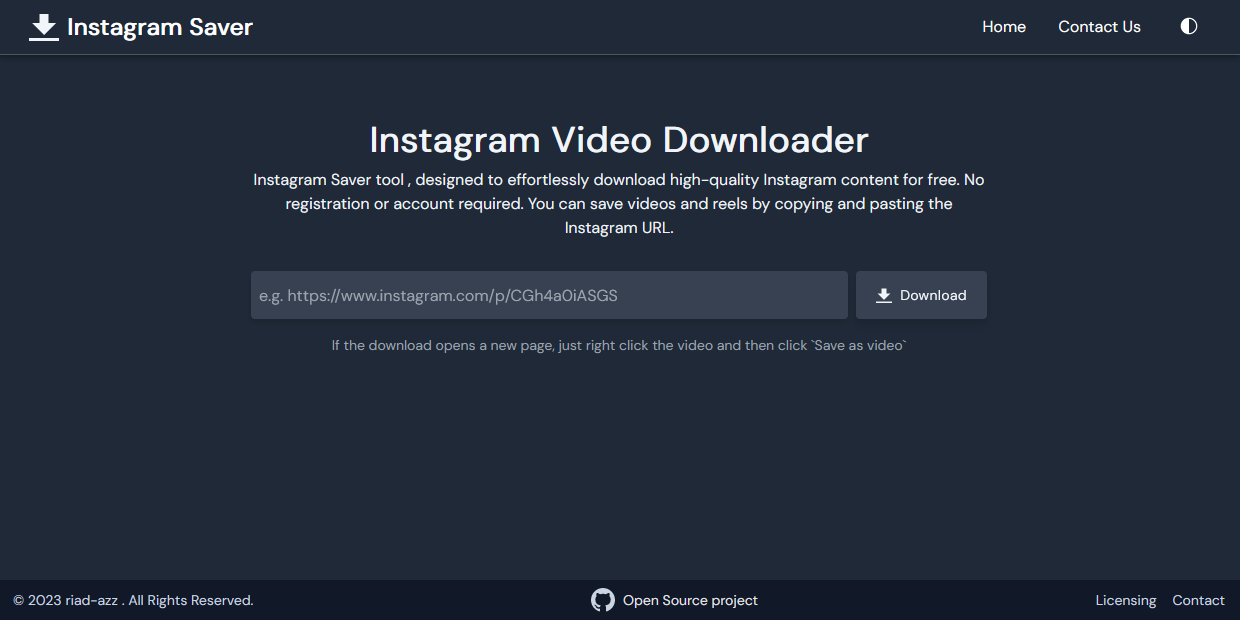 Instagram Saver
Home
Contact Us
Instagram Video Downloader
Instagram Saver tool , designed to effortlessly download high-quality Instagram content for free. No
registration or account required. You can save videos and reels by copying and pasting the
Instagram URL.
e.g. https://www.instagram.com/p/CGh4a0iASGS
Download
If the download opens a new page, just right click the video and then click `Save as video`
© 2023 riad-azz . All Rights Reserved.
Open Source project
Licensing
Contact